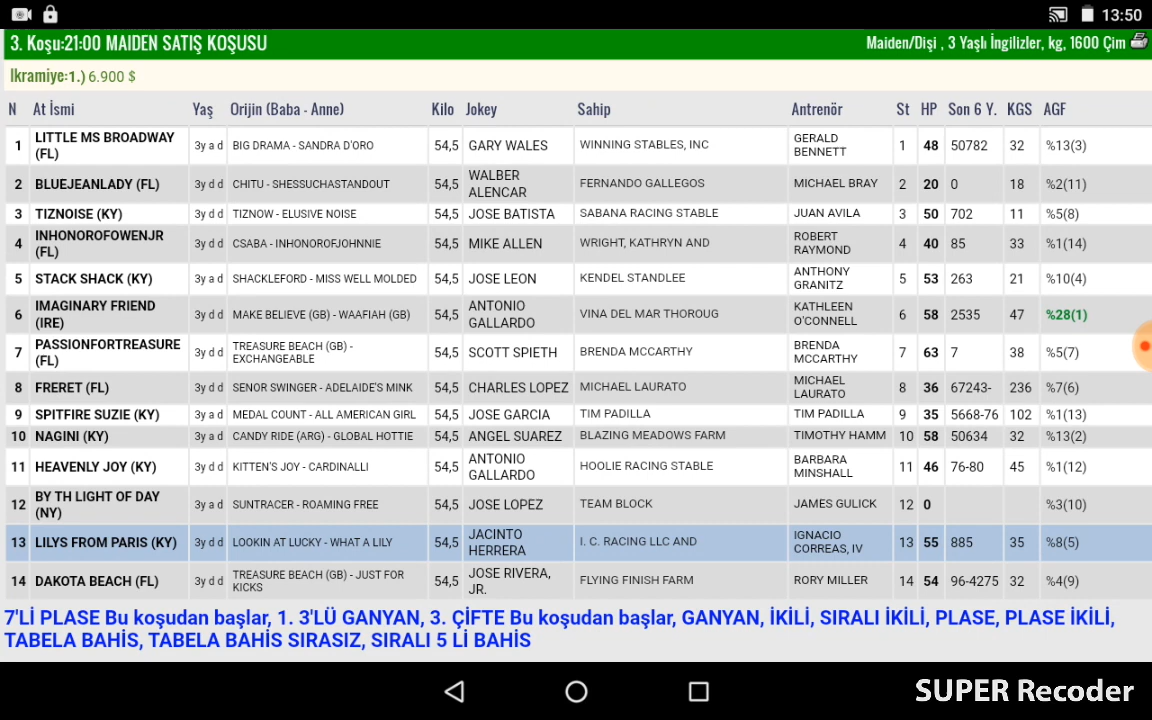 13:50
3. Koşu:21:00 MAIDEN SATIŞ KOŞUSU Maiden/Dişi , 3 Yaşlı İngilizler, kg, 1600 Çim
Ikramiye:1.) 6.900 $
N At İsmi Yaş Orijin (Baba - Anne) Kilo Jokey Sahip Antrenör St HP Son 6 Y. KGS AGF
1 LITTLE MS BROADWAY (FL) 3y a d BIG DRAMA - SANDRA D'ORO 54,5 GARY WALES WINNING STABLES, INC GERALD BENNETT 1 48 50782 32 %13(3)
2 BLUEJEANLADY (FL) 3y d d CHITU - SHESSUCHASTANDOUT 54,5 WALBER ALENCAR FERNANDO GALLEGOS MICHAEL BRAY 2 20 0 18 %2(11)
3 TIZNOISE (KY) 3y d d TIZNOW - ELUSIVE NOISE 54,5 JOSE BATISTA SABANA RACING STABLE JUAN AVILA 3 50 702 11 %5(8)
4 INHONOROFOWENJR (FL) 3y d d CSABA - INHONOROFJOHNNIE 54,5 MIKE ALLEN WRIGHT, KATHRYN AND ROBERT RAYMOND 4 40 85 33 %1(14)
5 STACK SHACK (KY) 3y a d SHACKLEFORD - MISS WELL MOLDED 54,5 JOSE LEON KENDEL STANDLEE ANTHONY GRANITZ 5 53 263 21 %10(4)
6 IMAGINARY FRIEND (IRE) 3y d d MAKE BELIEVE (GB) - WAAFIAH (GB) 54,5 ANTONIO GALLARDO VINA DEL MAR THOROUG KATHLEEN O'CONNELL 6 58 2535 47 %28(1)
7 PASSIONFORTREASURE (FL) 3y d d TREASURE BEACH (GB) - EXCHANGEABLE 54,5 SCOTT SPIETH BRENDA MCCARTHY BRENDA MCCARTHY 7 63 7 38 %5(7)
8 FRERET (FL) 3y d d SENOR SWINGER - ADELAIDE'S MINK 54,5 CHARLES LOPEZ MICHAEL LAURATO MICHAEL LAURATO 8 36 67243- 236 %7(6)
9 SPITFIRE SUZIE (KY) 3y a d MEDAL COUNT - ALL AMERICAN GIRL 54,5 JOSE GARCIA TIM PADILLA TIM PADILLA 9 35 5668-76 102 %1(13)
10 NAGINI (KY) 3y a d CANDY RIDE (ARG) - GLOBAL HOTTIE 54,5 ANGEL SUAREZ BLAZING MEADOWS FARM TIMOTHY HAMM 10 58 50634 32 %13(2)
11 HEAVENLY JOY (KY) 3y d d KITTEN'S JOY - CARDINALLI 54,5 ANTONIO GALLARDO HOOLIE RACING STABLE BARBARA MINSHALL 11 46 76-80 45 %1(12)
12 BY TH LIGHT OF DAY (NY) 3y a d SUNTRACER - ROAMING FREE 54,5 JOSE LOPEZ TEAM BLOCK JAMES GULICK 12 0 %3(10)
13 LILYS FROM PARIS (KY) 3y d d LOOKIN AT LUCKY - WHAT A LILY 54,5 JACINTO HERRERA I. C. RACING LLC AND IGNACIO CORREAS, IV 13 55 885 35 %8(5)
14 DAKOTA BEACH (FL) 3y d d TREASURE BEACH (GB) - JUST FOR KICKS 54,5 JOSE RIVERA, JR. FLYING FINISH FARM RORY MILLER 14 54 96-4275 32 %4(9)
7'Lİ PLASE Bu koşudan başlar, 1. 3'LÜ GANYAN, 3. ÇİFTE Bu koşudan başlar, GANYAN, İKİLİ, SIRALI İKİLİ, PLASE, PLASE İKİLİ,
TABELA BAHİS, TABELA BAHİS SIRASIZ, SIRALI 5 Lİ BAHİS
SUPER Recoder